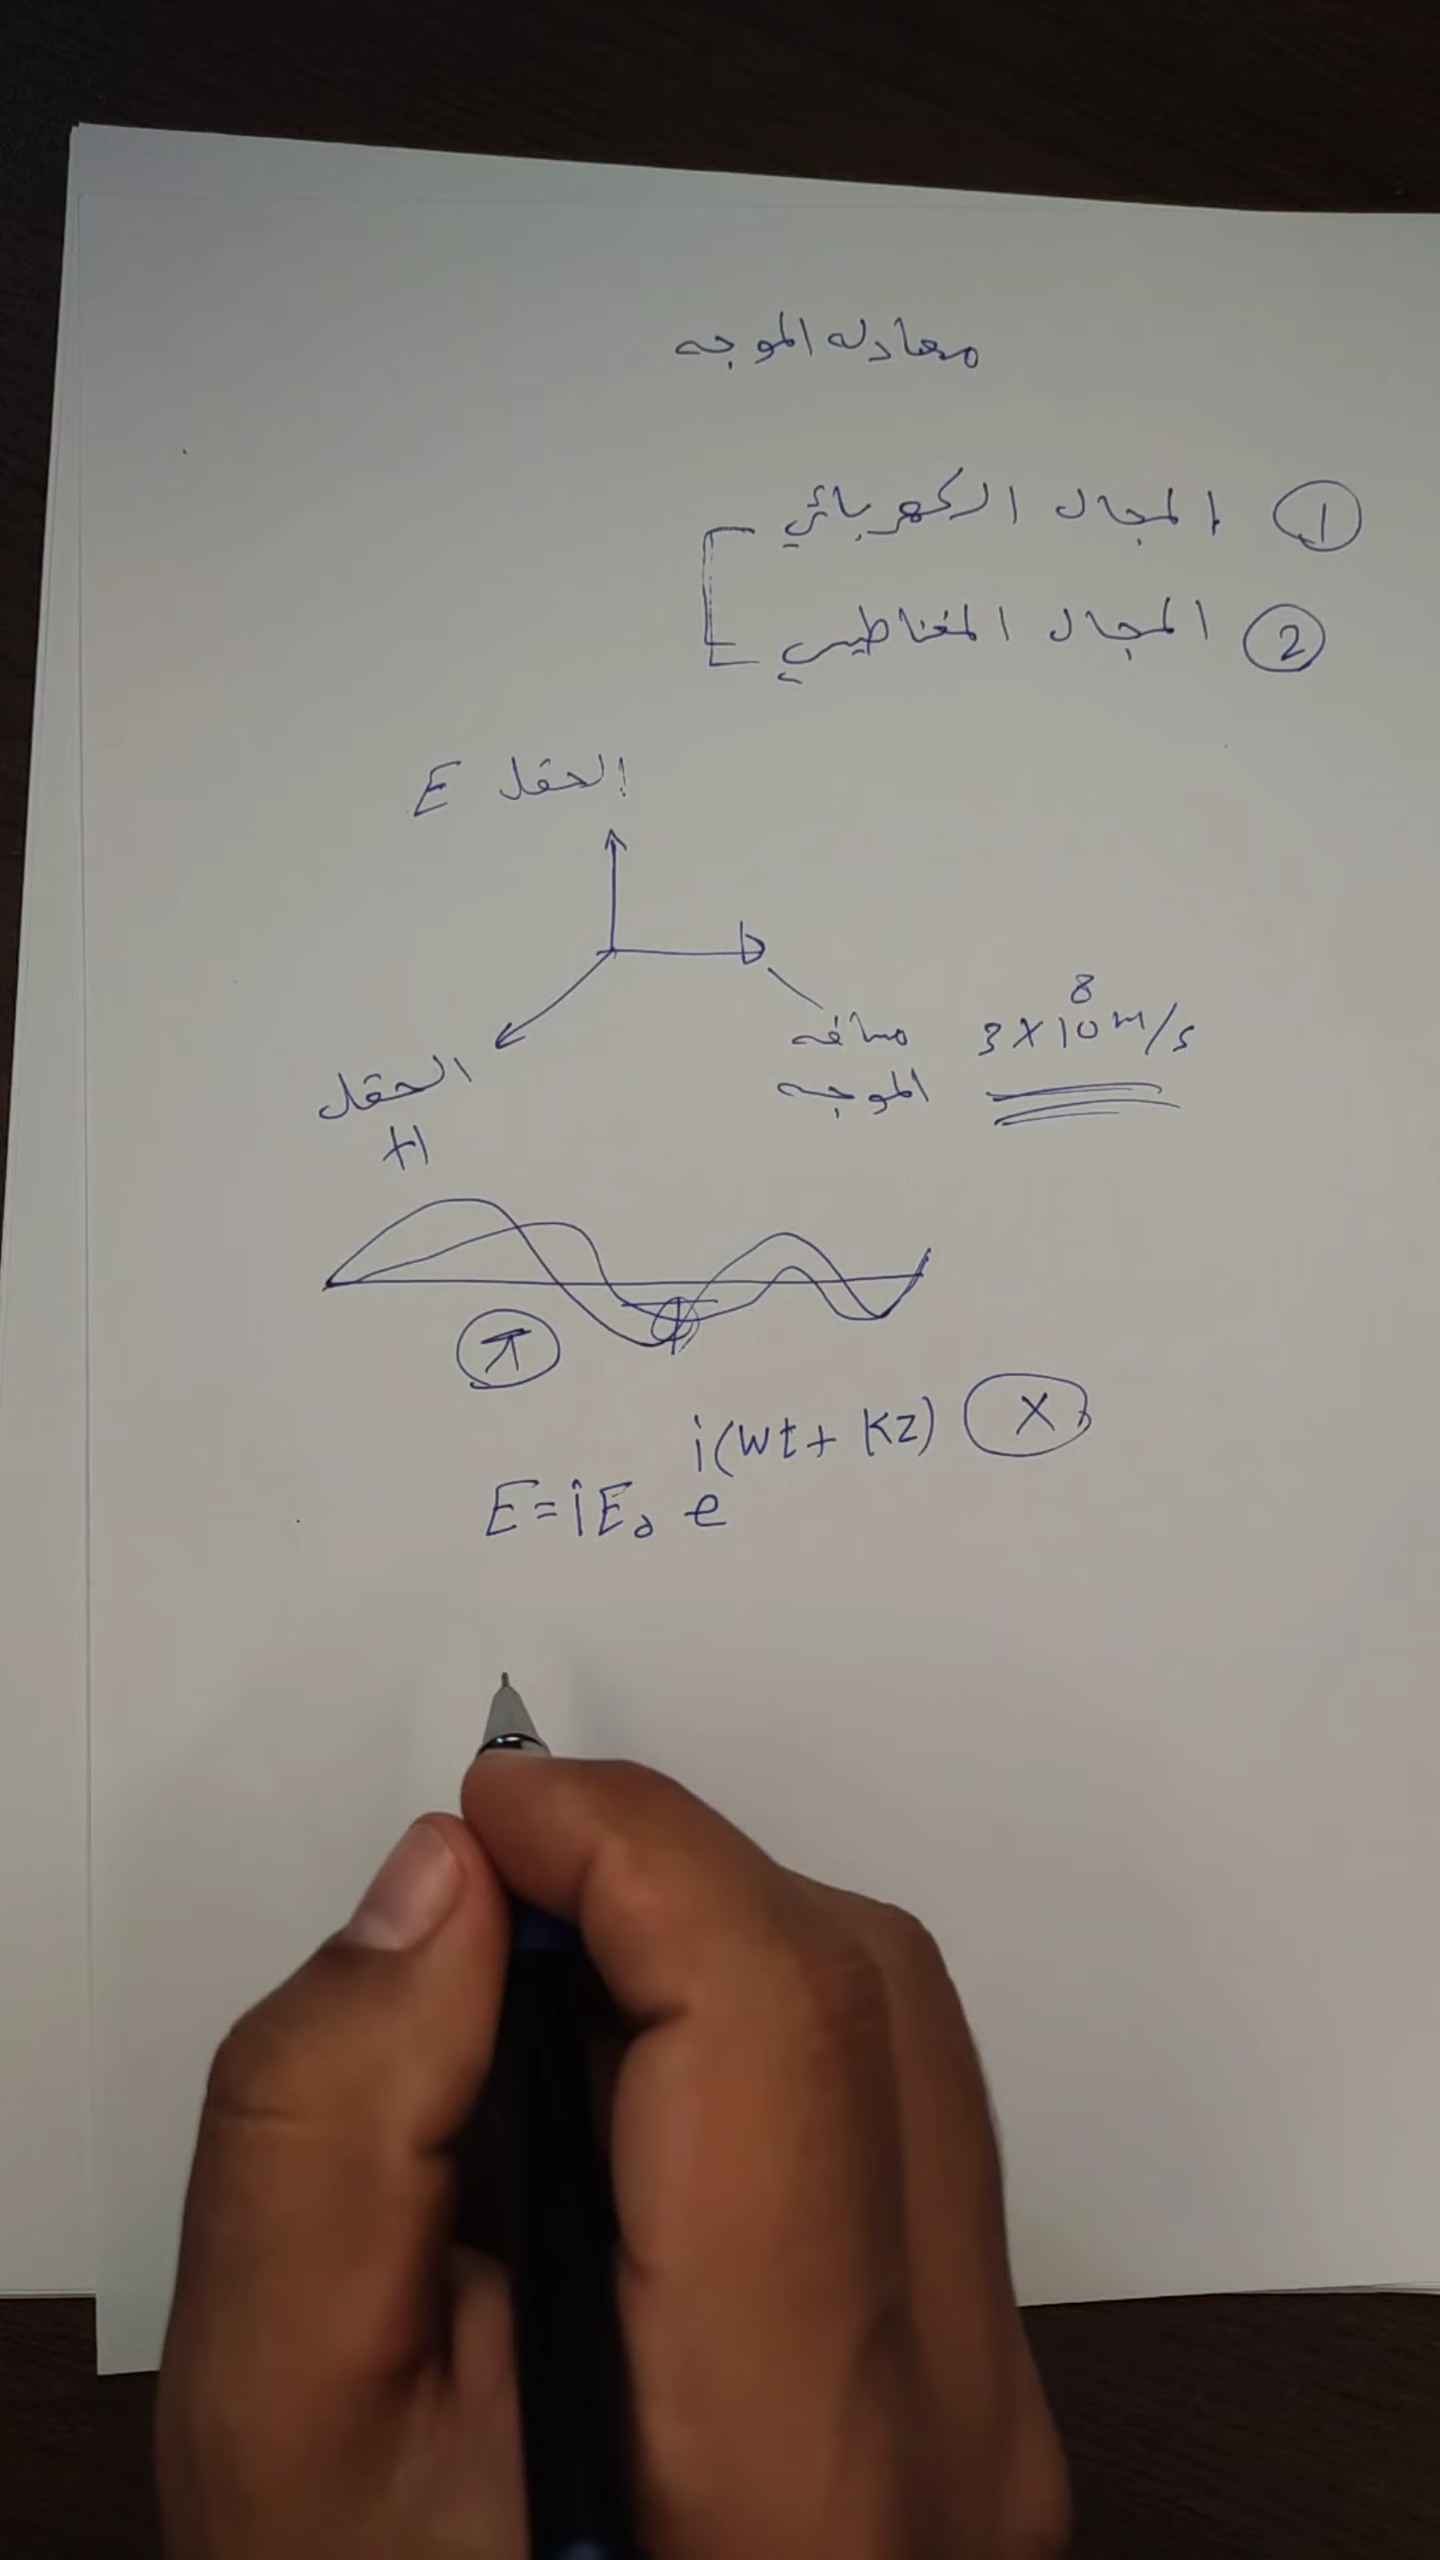 معادله الموجه
① المجال الكهربائي
② المجال المغناطيسي
الحقل E
مسافه 3 × 10⁸ m/s
الموجه
الحقل
H
π
E = i E₀ e^{i(wt + kz)} X